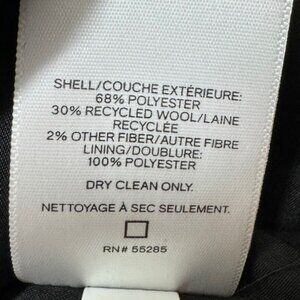 SHELL/COUCHE EXTÉRIEURE:
68% POLYESTER
30% RECYCLED WOOL/LAINE
RECYCLÉE
2% OTHER FIBER/AUTRE FIBRE
LINING/DOUBLURE:
100% POLYESTER
DRY CLEAN ONLY.
NETTOYAGE À SEC SEULEMENT.
RN# 55285